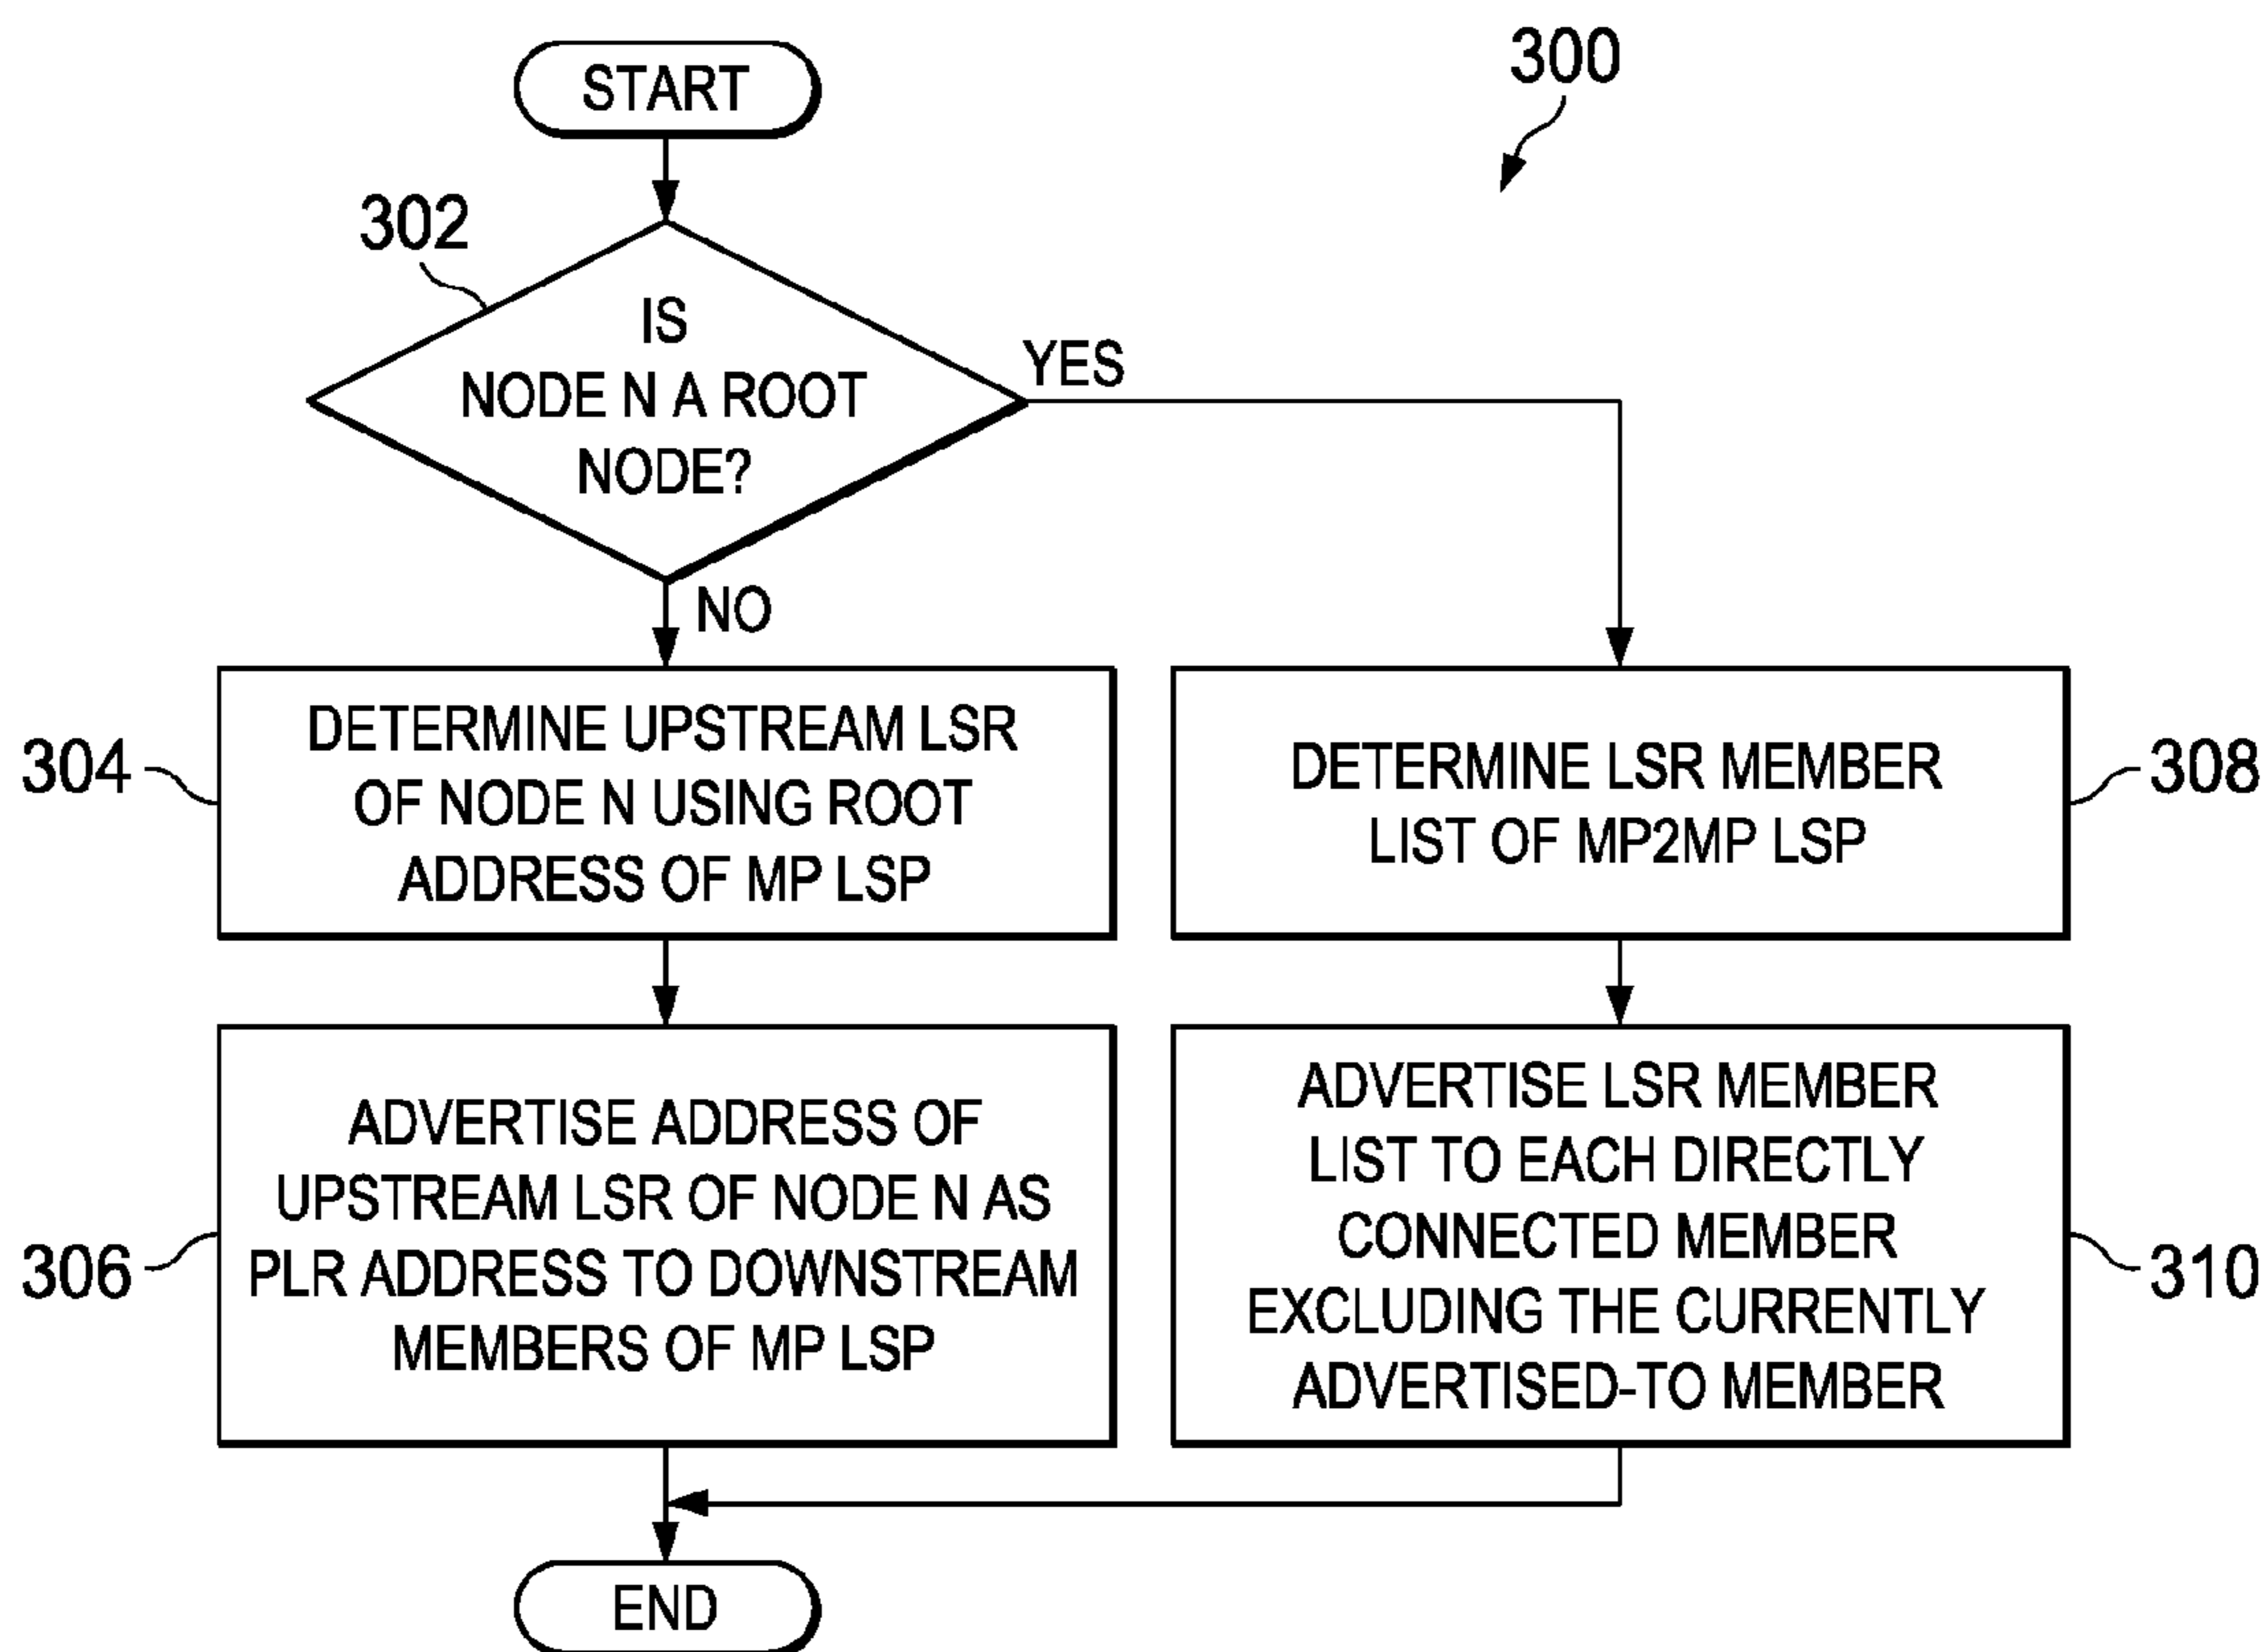 START
300
302
IS
NODE N A ROOT
NODE?
YES
NO
304
DETERMINE UPSTREAM LSR
OF NODE N USING ROOT
ADDRESS OF MP LSP
DETERMINE LSR MEMBER
LIST OF MP2MP LSP
308
306
ADVERTISE ADDRESS OF
UPSTREAM LSR OF NODE N AS
PLR ADDRESS TO DOWNSTREAM
MEMBERS OF MP LSP
ADVERTISE LSR MEMBER
LIST TO EACH DIRECTLY
CONNECTED MEMBER
EXCLUDING THE CURRENTLY
ADVERTISED-TO MEMBER
310
END